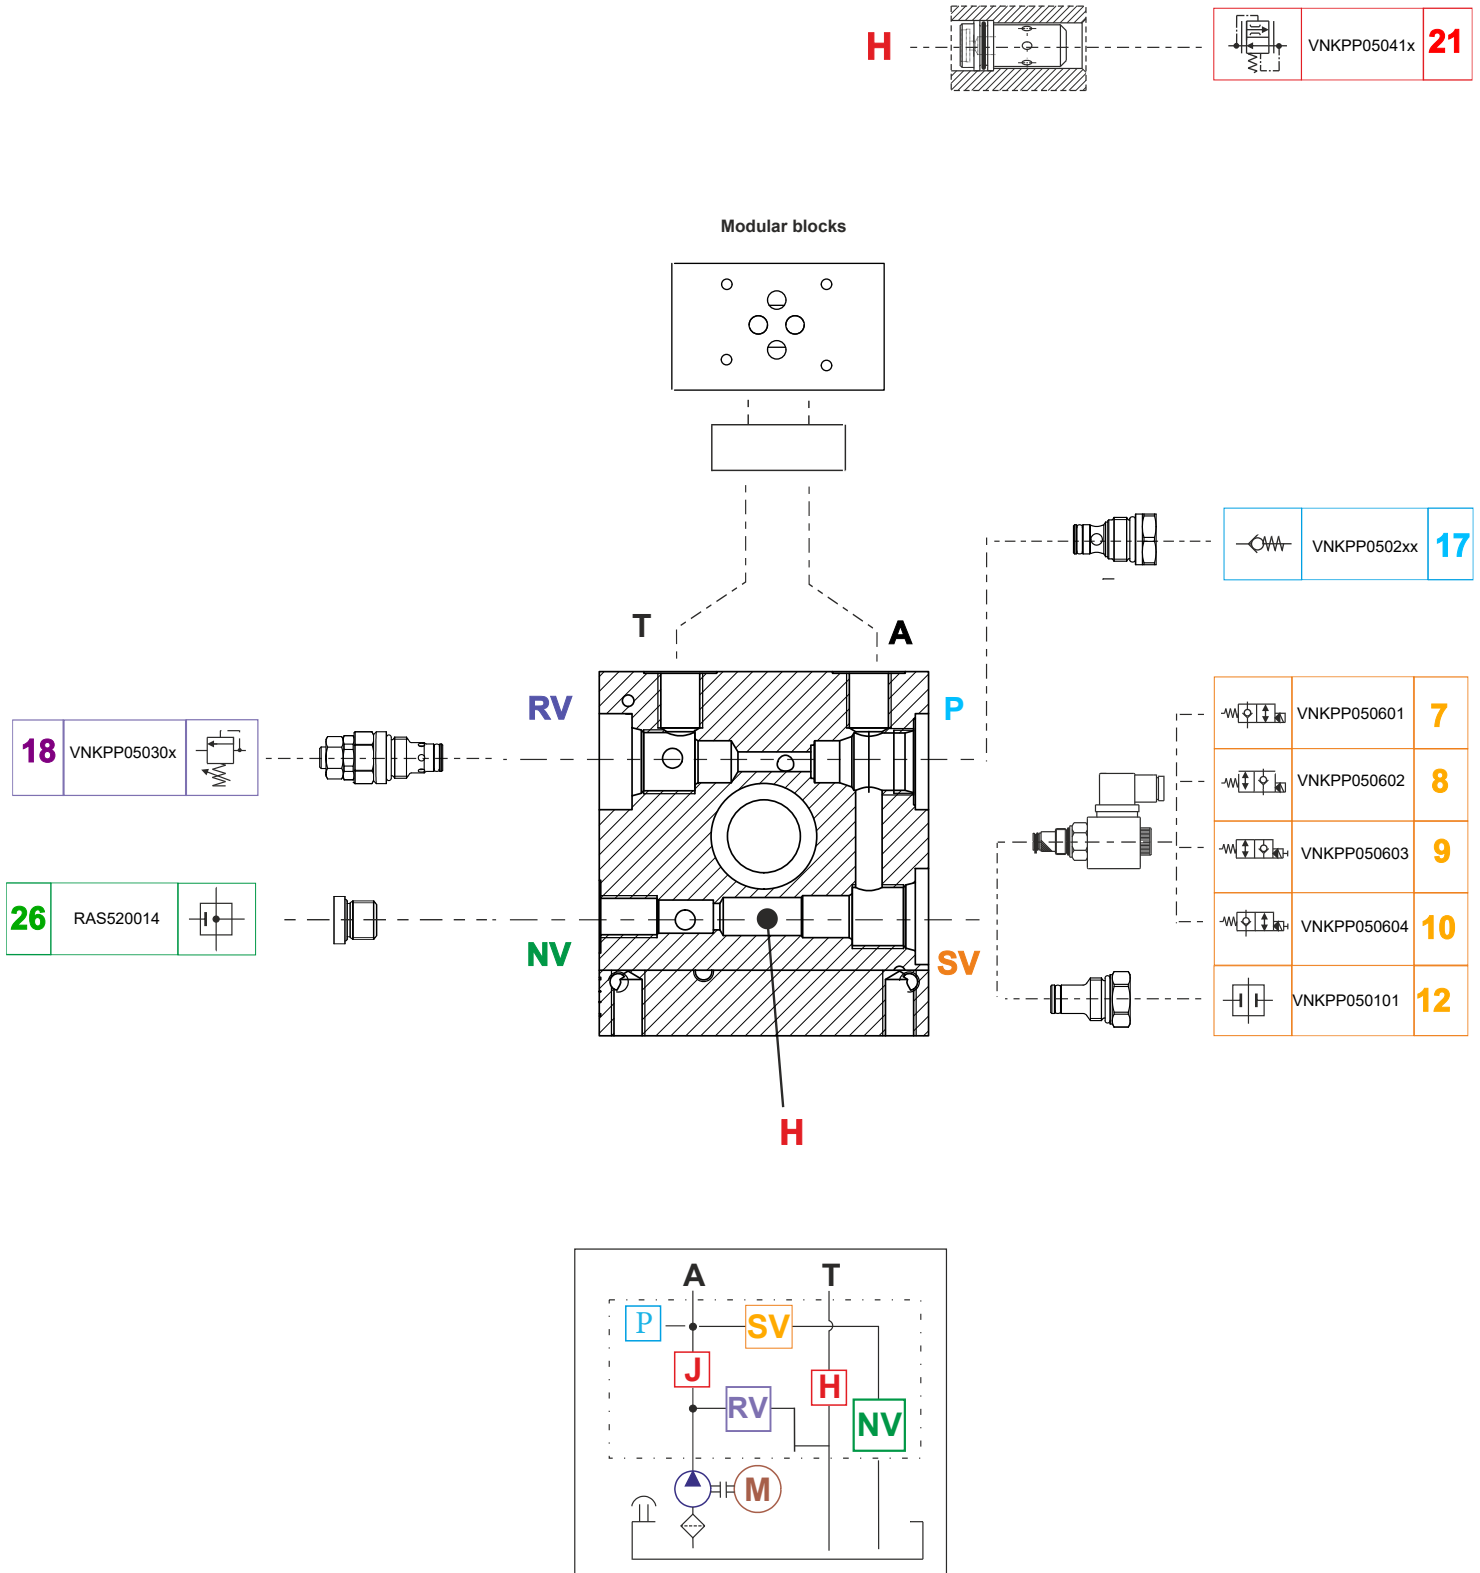 H
VNKPP05041x 21
Modular blocks
VNKPP0502xx 17
T
A
RV
P
18 VNKPP05030x
VNKPP050601 7
VNKPP050602 8
VNKPP050603 9
26 RAS520014
VNKPP050604 10
NV
SV
VNKPP050101 12
H
A
T
P
SV
J
H
RV
NV
M